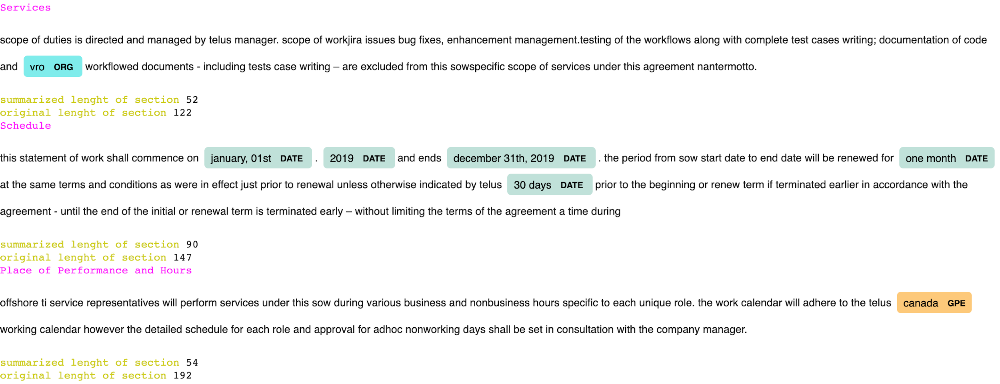 Services
scope of duties is directed and managed by telus manager. scope of workjira issues bug fixes, enhancement management.testing of the workflows along with complete test cases writing; documentation of code
and vro ORG workflowed documents - including tests case writing – are excluded from this sowspecific scope of services under this agreement nantermotto.
summarized lenght of section 52
original lenght of section 122
Schedule
this statement of work shall commence on january, 01st DATE . 2019 DATE and ends december 31th, 2019 DATE . the period from sow start date to end date will be renewed for one month DATE
at the same terms and conditions as were in effect just prior to renewal unless otherwise indicated by telus 30 days DATE prior to the beginning or renew term if terminated earlier in accordance with the
agreement - until the end of the initial or renewal term is terminated early – without limiting the terms of the agreement a time during
summarized lenght of section 90
original lenght of section 147
Place of Performance and Hours
offshore ti service representatives will perform services under this sow during various business and nonbusiness hours specific to each unique role. the work calendar will adhere to the telus canada GPE
working calendar however the detailed schedule for each role and approval for adhoc nonworking days shall be set in consultation with the company manager.
summarized lenght of section 54
original lenght of section 192